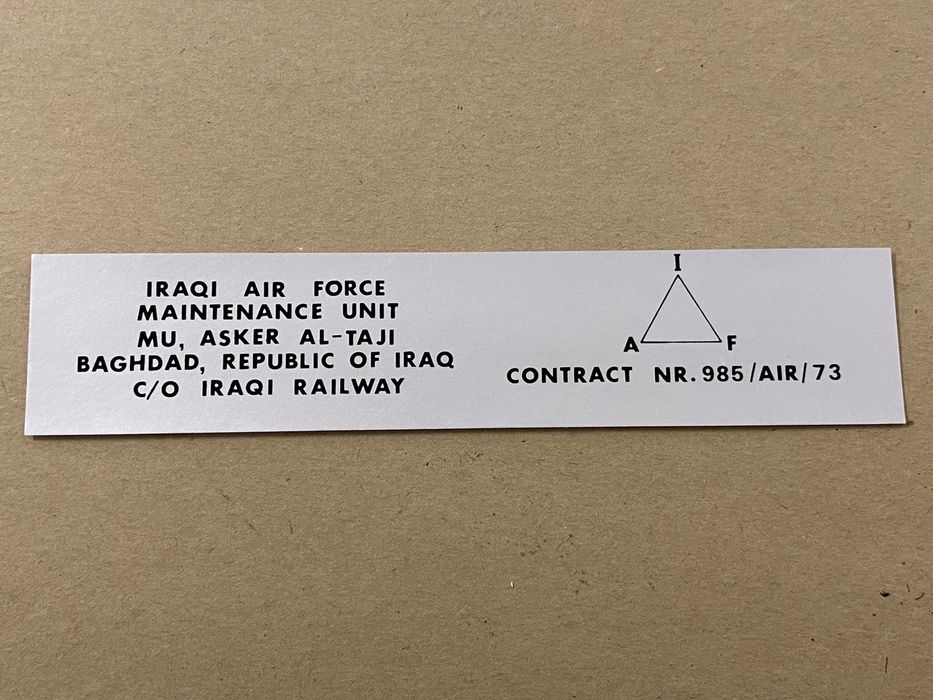 IRAQI AIR FORCE
MAINTENANCE UNIT
MU, ASKER AL-TAJI
BAGHDAD, REPUBLIC OF IRAQ
C/O IRAQI RAILWAY
I
A F
CONTRACT NR. 985/AIR/73